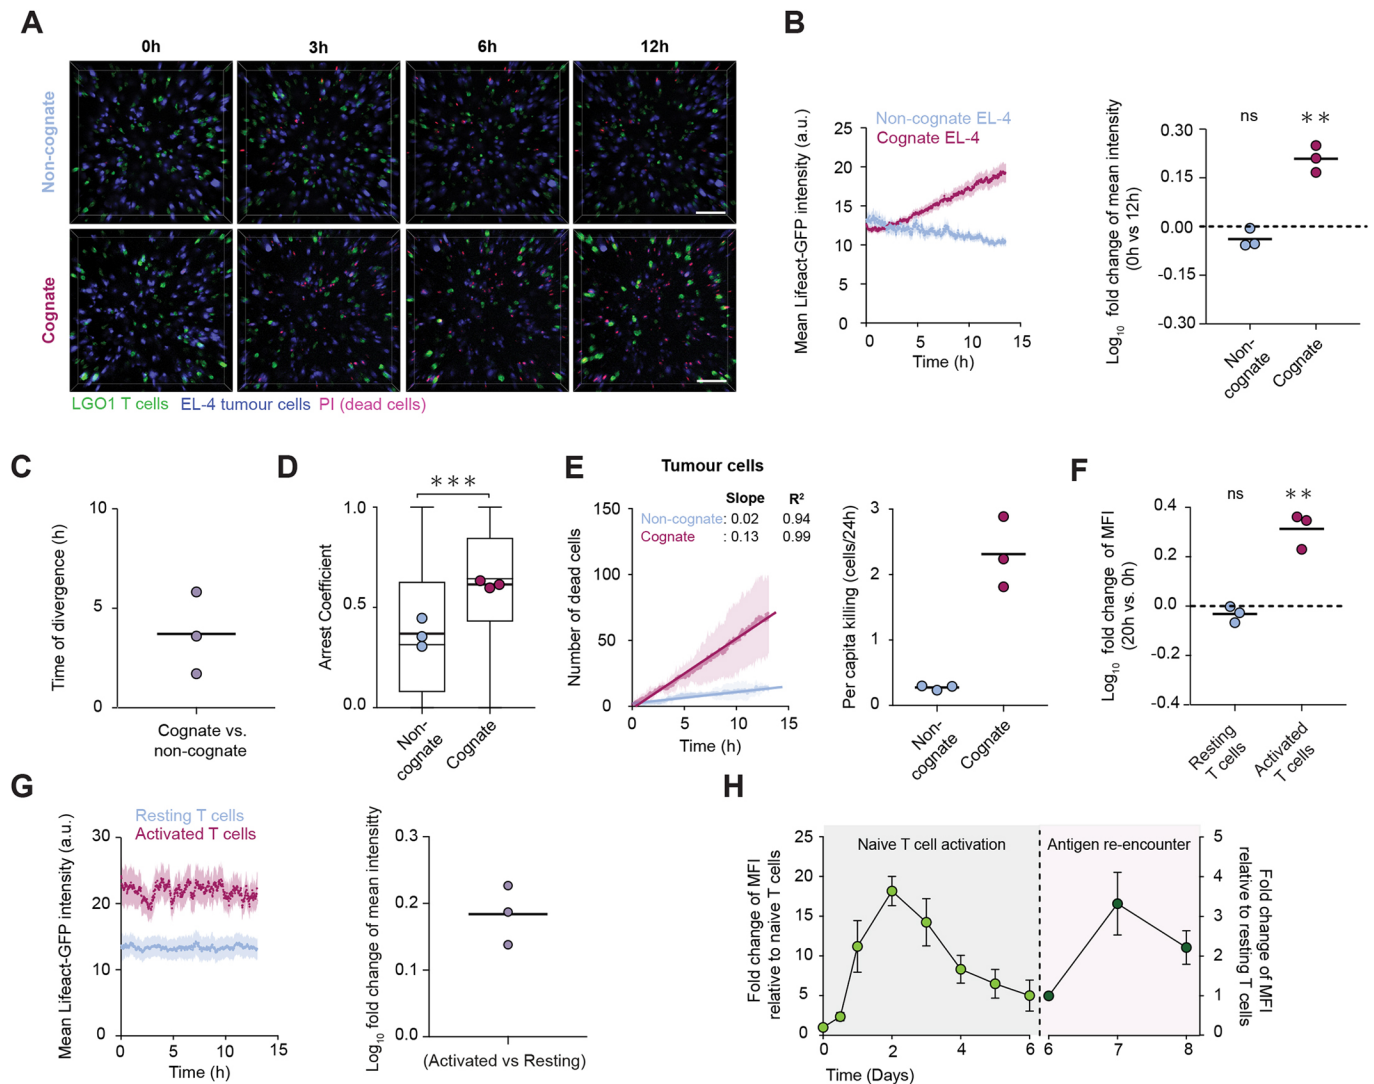 A
0h 3h 6h 12h
Non-cognate
Cognate
LGO1 T cells EL-4 tumour cells PI (dead cells)
B
Mean Lifeact-GFP intensity (a.u.)
Non-cognate EL-4
Cognate EL-4
25
20
15
10
5
0
0 5 10 15
Time (h)
Log10 fold change of mean intensity
(0h vs 12h)
ns **
0.30
0.15
0.00
-0.15
-0.30
Non-
cognate
Cognate
C
Time of divergence (h)
10
5
0
Cognate vs.
non-cognate
D
Arrest Coefficient
***
1.0
0.5
0.0
Non-
cognate
Cognate
E
Tumour cells
Slope R²
Non-cognate: 0.02 0.94
Cognate : 0.13 0.99
Number of dead cells
150
100
50
0
0 5 10 15
Time (h)
Per capita killing (cells/24h)
3
2
1
0
Non-
cognate
Cognate
F
Log10 fold change of MFI
(20h vs. 0h)
ns **
0.4
0.2
0.0
-0.2
-0.4
Resting
T cells
Activated
T cells
G
Mean Lifeact-GFP intensity (a.u.)
Resting T cells
Activated T cells
30
20
10
0
0 5 10 15
Time (h)
Log10 fold change of mean intensitty
0.3
0.2
0.1
0.0
(Activated vs Resting)
H
Fold change of MFI
relative to naive T cells
25
20
15
10
5
0
Naive T cell activation
Antigen re-encounter
5
4
3
2
1
0
Fold change of MFI
relative to resting T cells
0 2 4 6 6 7 8
Time (Days)